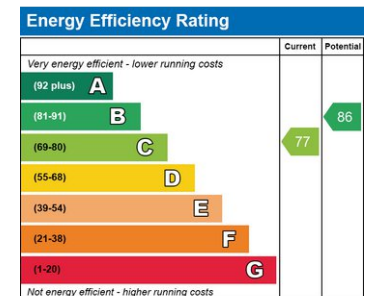 Energy Efficiency Rating
Current Potential
Very energy efficient - lower running costs
(92 plus) A
(81-91) B
86
(69-80) C
77
(55-68) D
(39-54) E
(21-38) F
(1-20) G
Not energy efficient - higher running costs